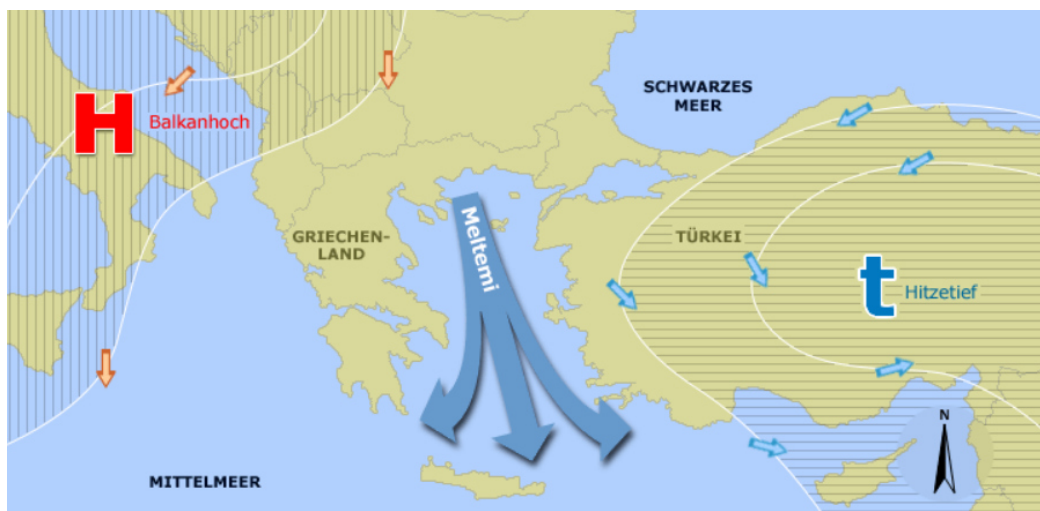 SCHWARZES
MEER
H
Balkanhoch
Meltemi
GRIECHEN-
LAND
TÜRKEI
t
Hitzetief
N
MITTELMEER